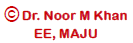 © Dr. Noor M Khan
EE, MAJU